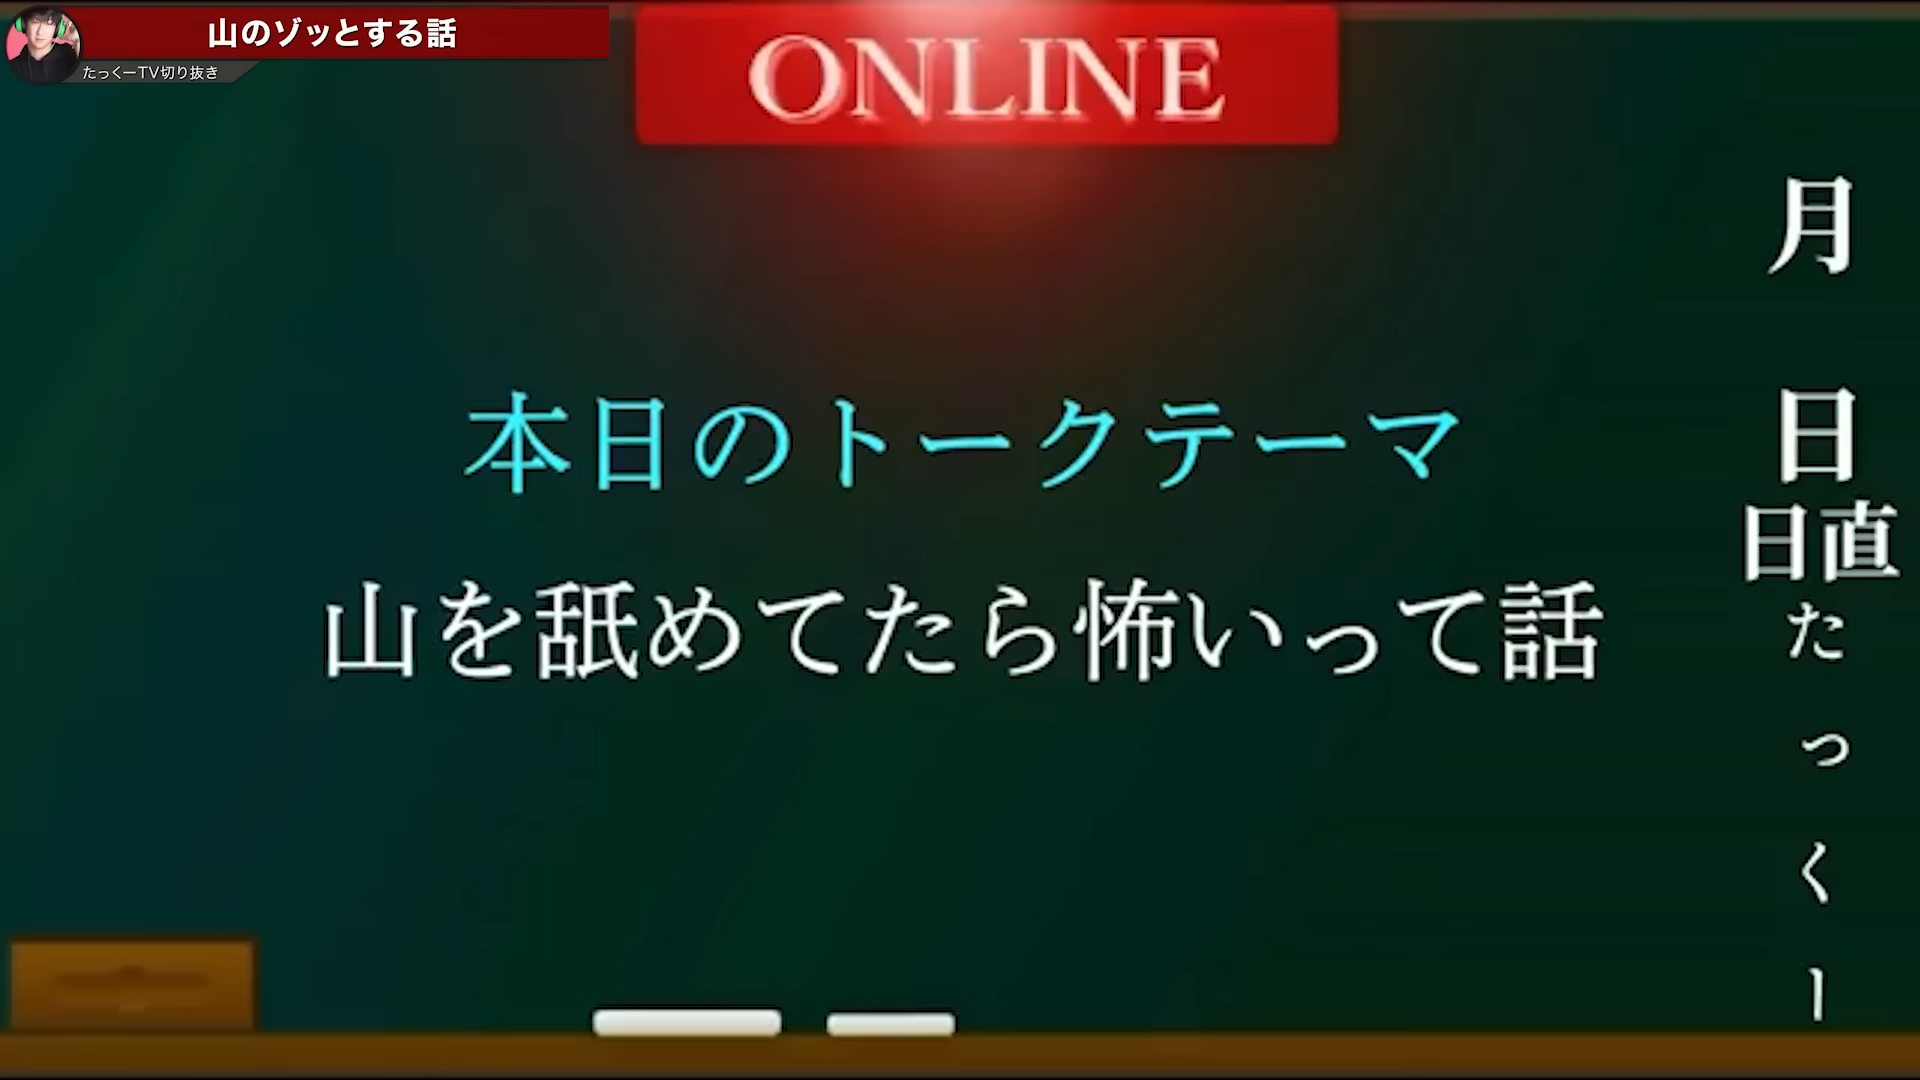 山のゾッとする話
たっくーTV切り抜き
ONLINE
本日のトークテーマ
山を舐めてたら怖いって話
月
日
日直
たっくー